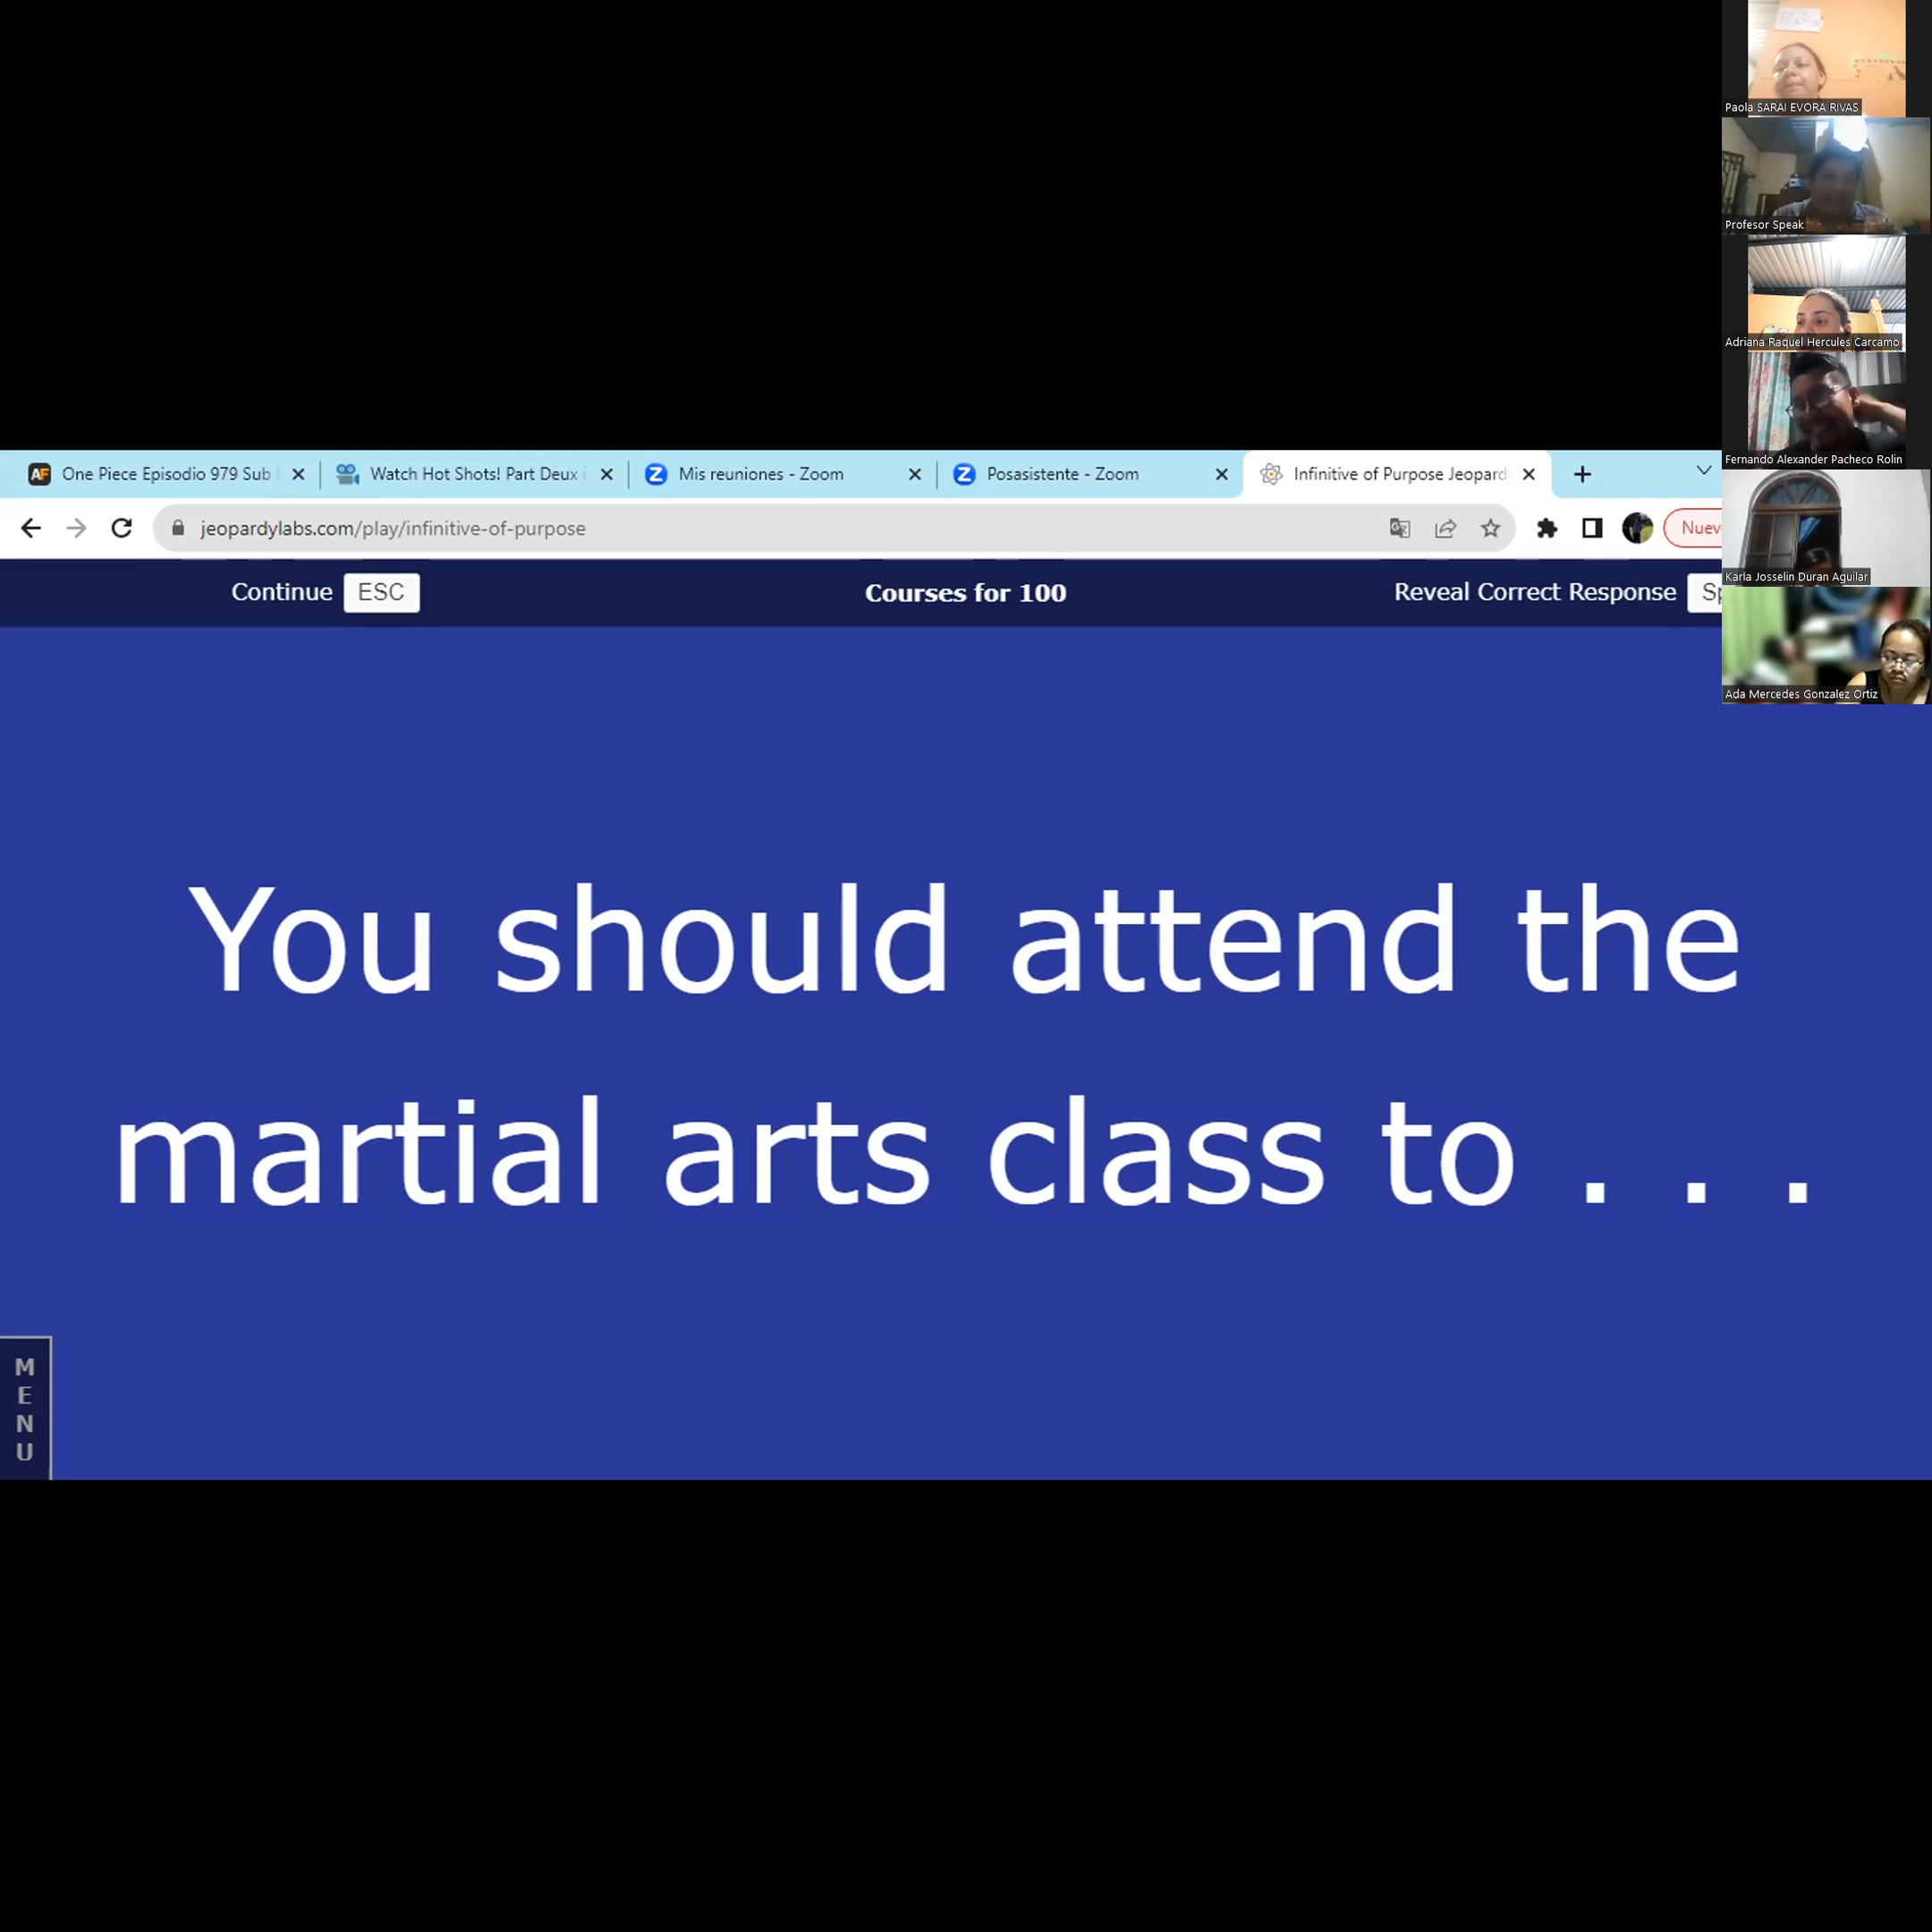 One Piece Episodio 979 Sub
Watch Hot Shots! Part Deux
Mis reuniones - Zoom
Posasistente - Zoom
Infinitive of Purpose Jeopard
jeopardylabs.com/play/infinitive-of-purpose
Nuev
Continue ESC
Courses for 100
Reveal Correct Response Sp
You should attend the
martial arts class to . . .
MENU
Paola SARAI EVORA RIVAS
Profesor Speak
Adriana Raquel Hercules Carcamo
Fernando Alexander Pacheco Rolin
Karla Josselin Duran Aguilar
Ada Mercedes Gonzalez Ortiz